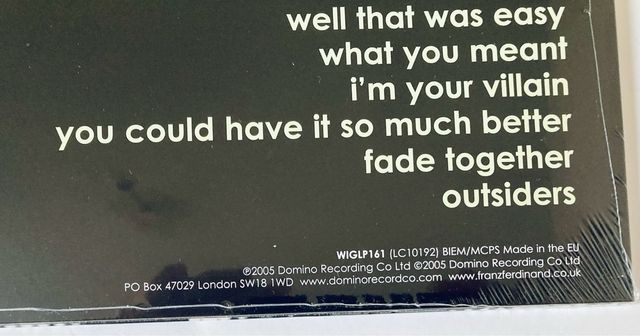 well that was easy
what you meant
i'm your villain
you could have it so much better
fade together
outsiders
WIGLP161 (LC10192) BIEM/MCPS Made in the EU
℗2005 Domino Recording Co Ltd ©2005 Domino Recording Co Ltd
PO Box 47029 London SW18 1WD www.dominorecordco.com www.franzferdinand.co.uk